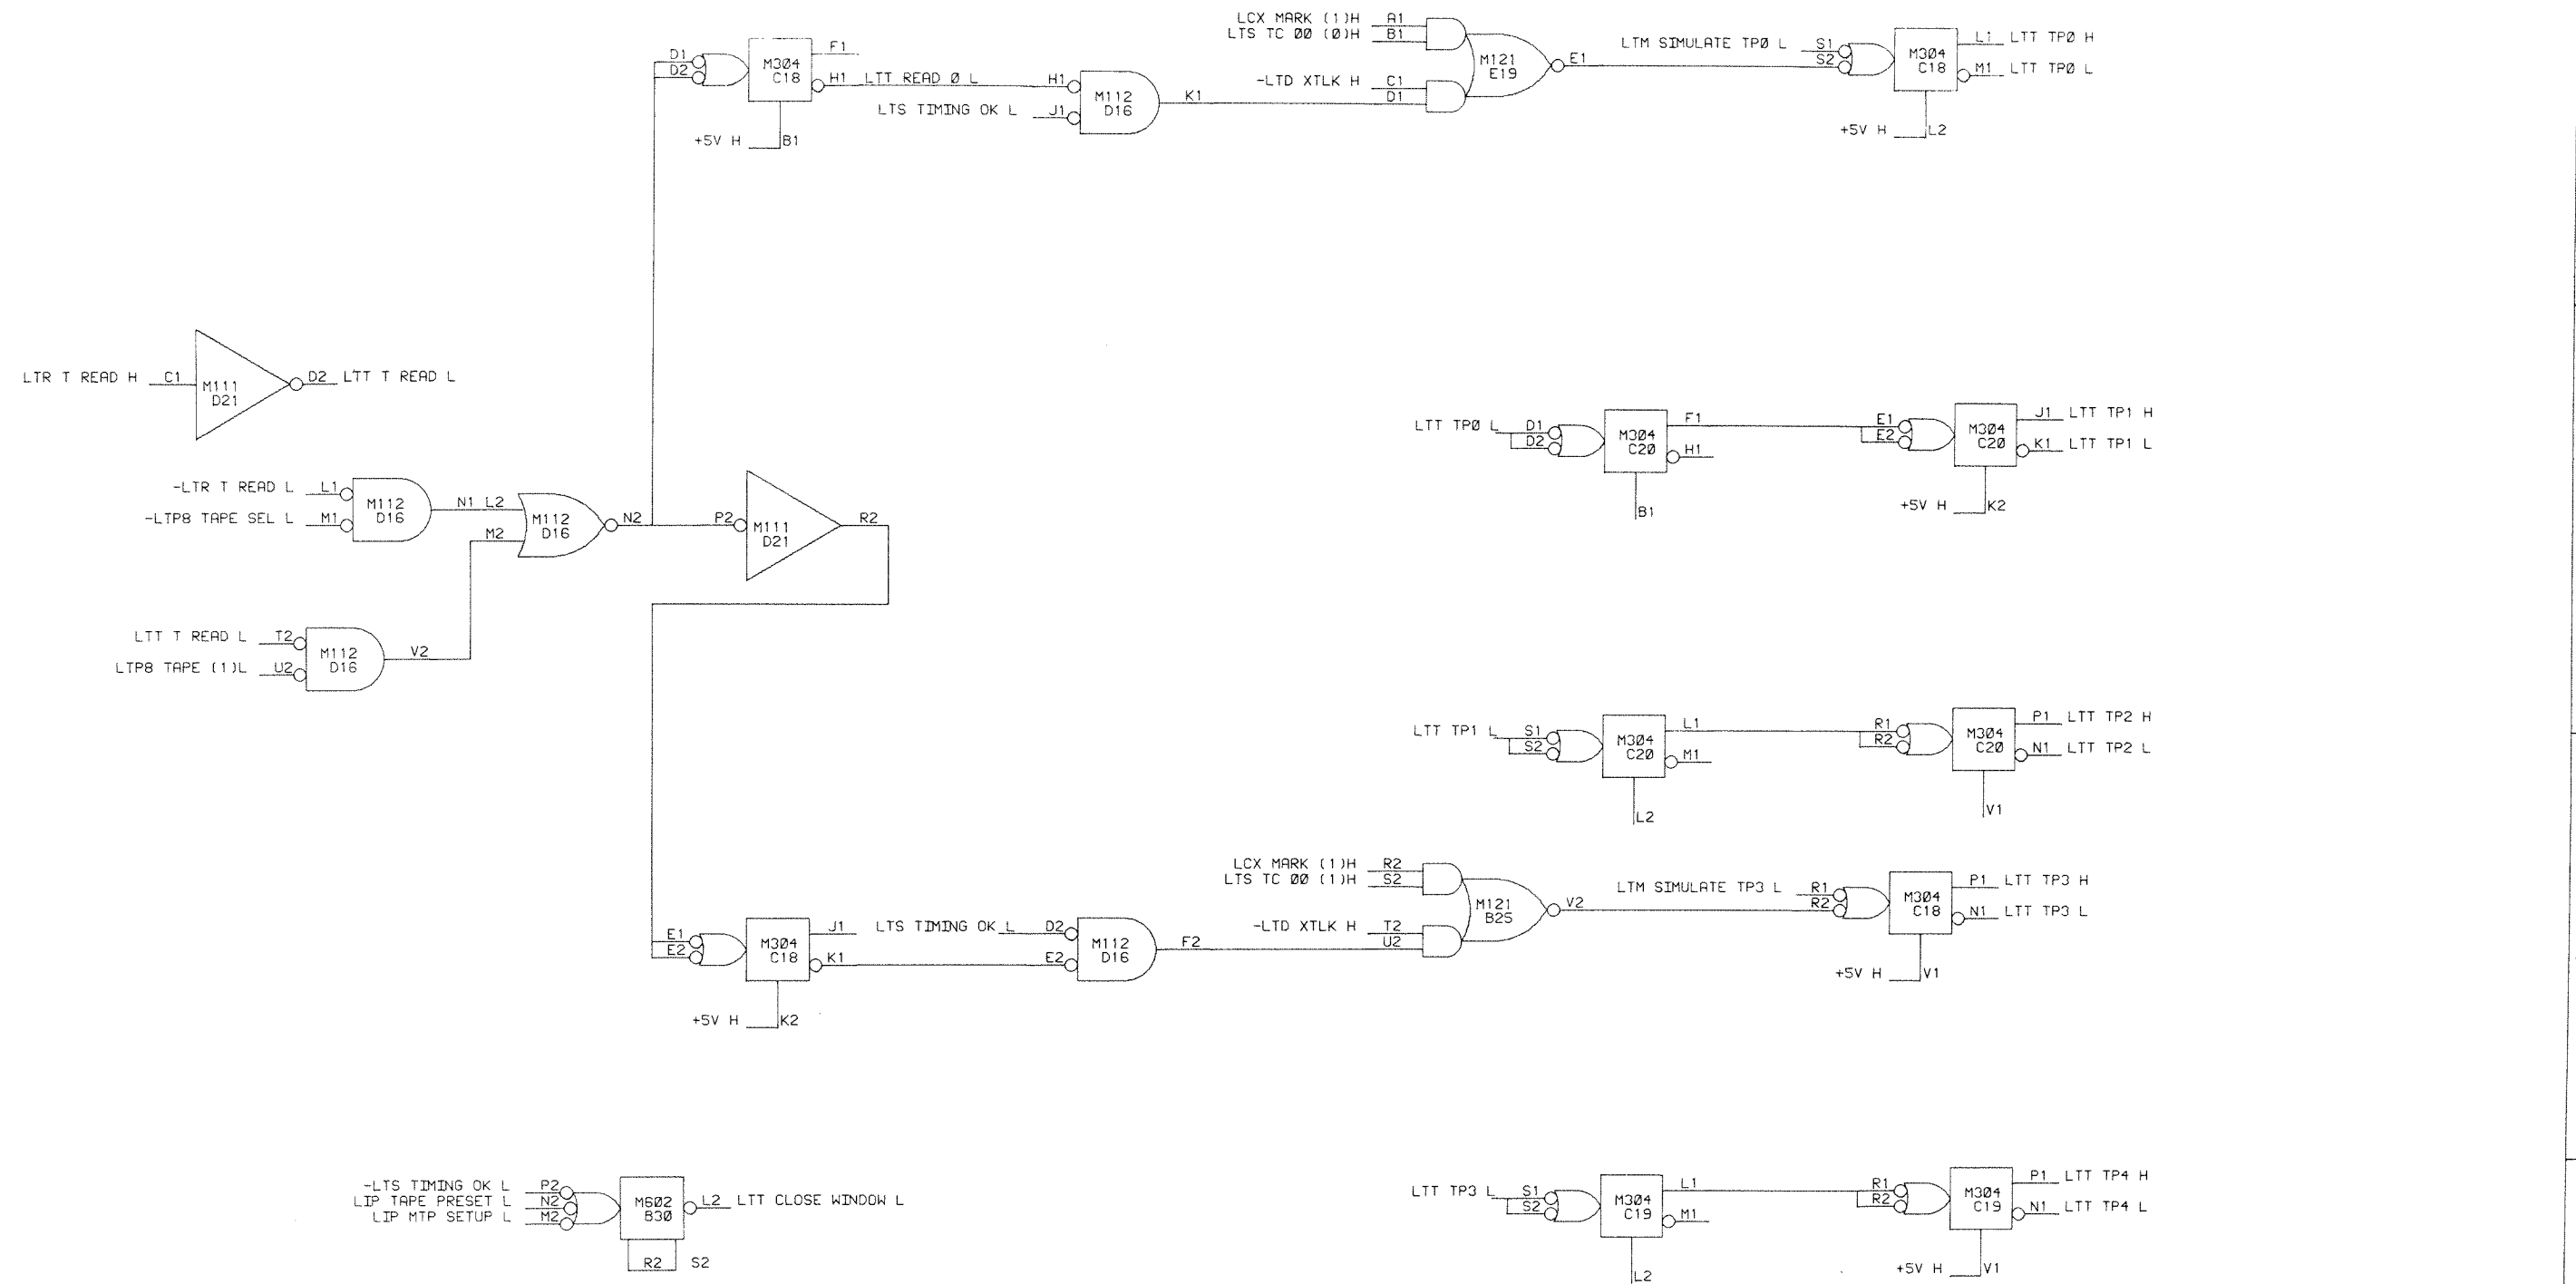 LCX MARK (1)H A1
LTS TC 00 (0)H B1
M121 E19
-LTD XTLK H C1
D1
E1
LTM SIMULATE TP0 L S1
S2
M304 C18
L1 LTT TP0 H
M1 LTT TP0 L
+5V H L2
D1
D2
M304 C18
F1
H1 LTT READ 0 L H1
LTS TIMING OK L J1
M112 D16
K1
+5V H B1
LTR T READ H C1
M111 D21
D2 LTT T READ L
-LTR T READ L L1
-LTP8 TAPE SEL L M1
M112 D16
N1 L2
M2
M112 D16
N2
P2
M111 D21
R2
LTT T READ L T2
LTP8 TAPE (1)L U2
M112 D16
V2
LTT TP0 L D1
D2
M304 C20
F1
H1
B1
E1
E2
M304 C20
J1 LTT TP1 H
K1 LTT TP1 L
+5V H K2
LTT TP1 L S1
S2
M304 C20
L1
M1
L2
R1
R2
M304 C20
P1 LTT TP2 H
N1 LTT TP2 L
V1
LCX MARK (1)H R2
LTS TC 00 (1)H S2
M121 B25
-LTD XTLK H T2
U2
V2
LTM SIMULATE TP3 L R1
R2
M304 C18
P1 LTT TP3 H
N1 LTT TP3 L
+5V H V1
E1
E2
M304 C18
J1
K1
LTS TIMING OK L D2
E2
M112 D16
F2
+5V H K2
-LTS TIMING OK L P2
LIP TAPE PRESET L N2
LIP MTP SETUP L M2
M602 B30
L2 LTT CLOSE WINDOW L
R2 S2
LTT TP3 L S1
S2
M304 C19
L1
M1
L2
R1
R2
M304 C19
P1 LTT TP4 H
N1 LTT TP4 L
+5V H V1